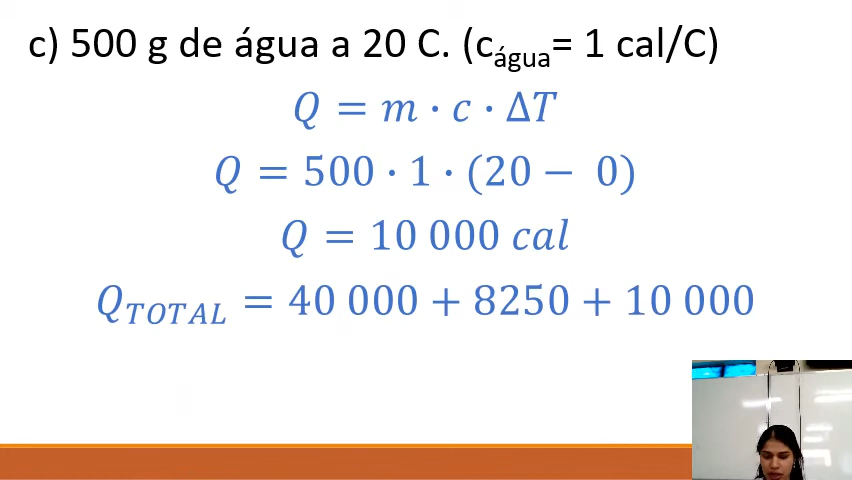 c) 500 g de água a 20 C. (cágua= 1 cal/C)
Q = m · c · ΔT
Q = 500 · 1 · (20 − 0)
Q = 10 000 cal
QTOTAL = 40 000 + 8250 + 10 000